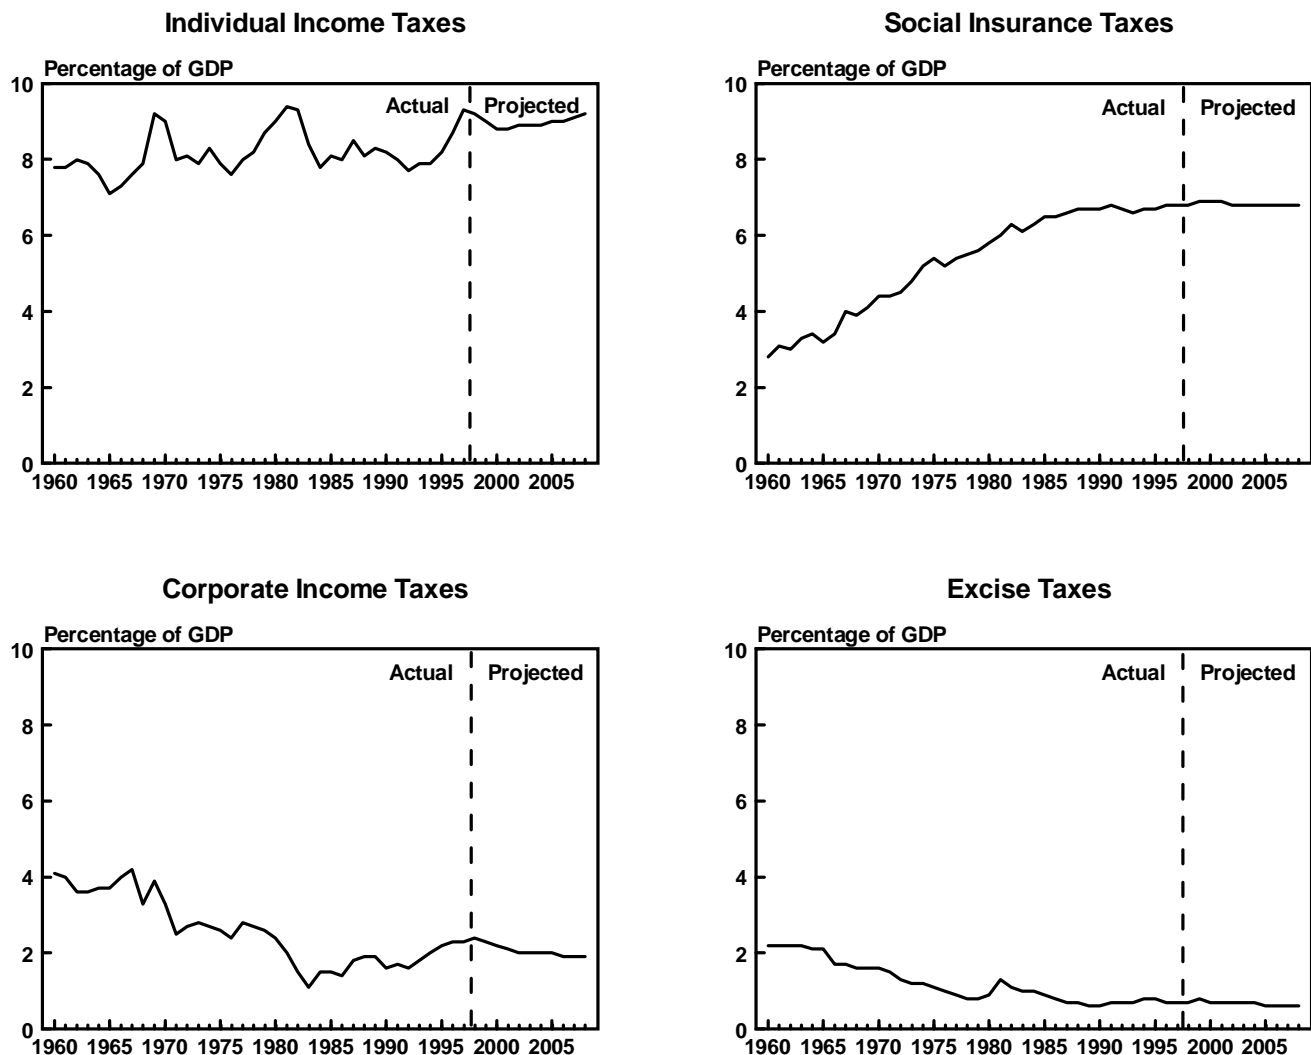 Individual Income Taxes
Percentage of GDP
10
8
6
4
2
0
Actual
Projected
1960 1965 1970 1975 1980 1985 1990 1995 2000 2005
Social Insurance Taxes
Percentage of GDP
10
8
6
4
2
0
Actual
Projected
1960 1965 1970 1975 1980 1985 1990 1995 2000 2005
Corporate Income Taxes
Percentage of GDP
10
8
6
4
2
0
Actual
Projected
1960 1965 1970 1975 1980 1985 1990 1995 2000 2005
Excise Taxes
Percentage of GDP
10
8
6
4
2
0
Actual
Projected
1960 1965 1970 1975 1980 1985 1990 1995 2000 2005